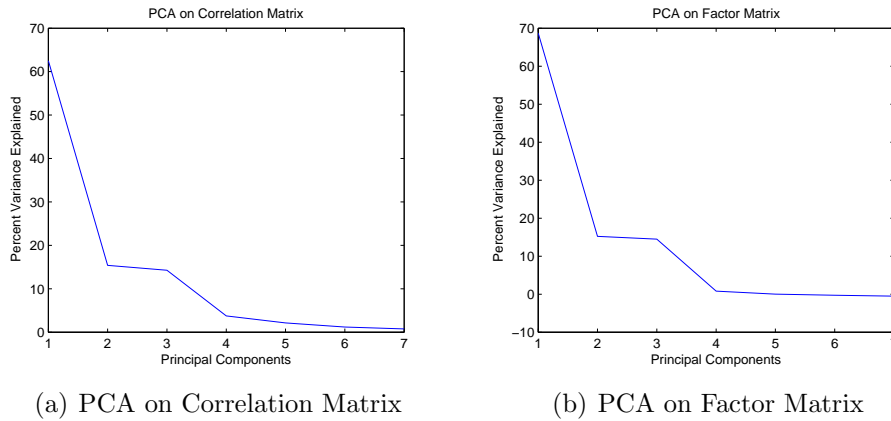 PCA on Correlation Matrix
70
60
50
40
30
20
10
0
Percent Variance Explained
1 2 3 4 5 6 7
Principal Components
(a) PCA on Correlation Matrix
PCA on Factor Matrix
70
60
50
40
30
20
10
0
−10
Percent Variance Explained
1 2 3 4 5 6 7
Principal Components
(b) PCA on Factor Matrix